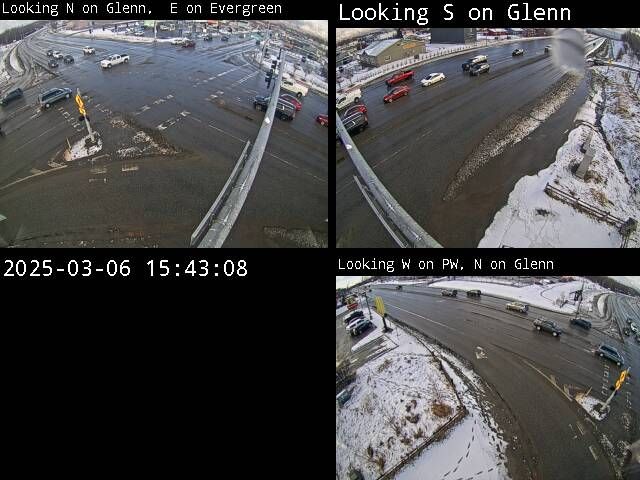 Looking N on Glenn,  E on Evergreen
Looking S on Glenn
2025-03-06 15:43:08
Looking W on PW, N on Glenn